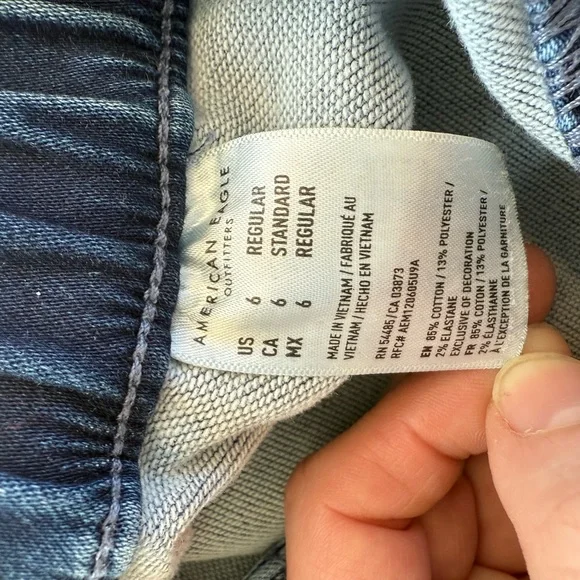 AMERICAN EAGLE
OUTFITTERS
US 6 REGULAR
CA 6 STANDARD
MX 6 REGULAR
MADE IN VIETNAM / FABRIQUÉ AU
VIETNAM / HECHO EN VIETNAM
RN 54485/CA 03873
RFC# AEM120605U9A
EN 85% COTTON / 13% POLYESTER /
2% ELASTANE
EXCLUSIVE OF DECORATION
FR 85% COTON / 13% POLYESTER /
2% ÉLASTHANNE
À L'EXCEPTION DE LA GARNITURE